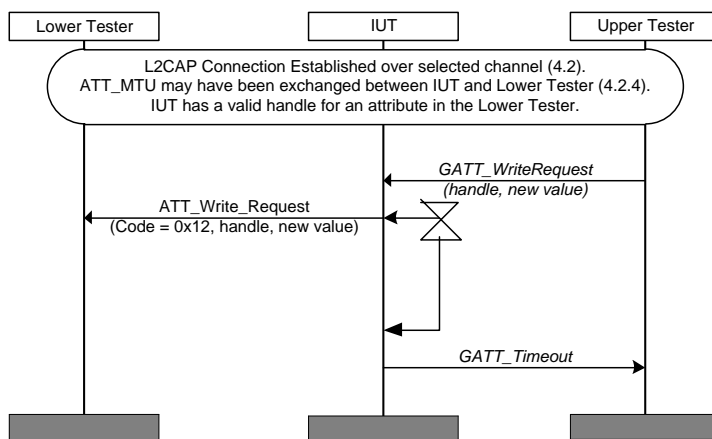 Lower Tester
IUT
Upper Tester
L2CAP Connection Established over selected channel (4.2).
ATT_MTU may have been exchanged between IUT and Lower Tester (4.2.4).
IUT has a valid handle for an attribute in the Lower Tester.
GATT_WriteRequest
(handle, new value)
ATT_Write_Request
(Code = 0x12, handle, new value)
GATT_Timeout